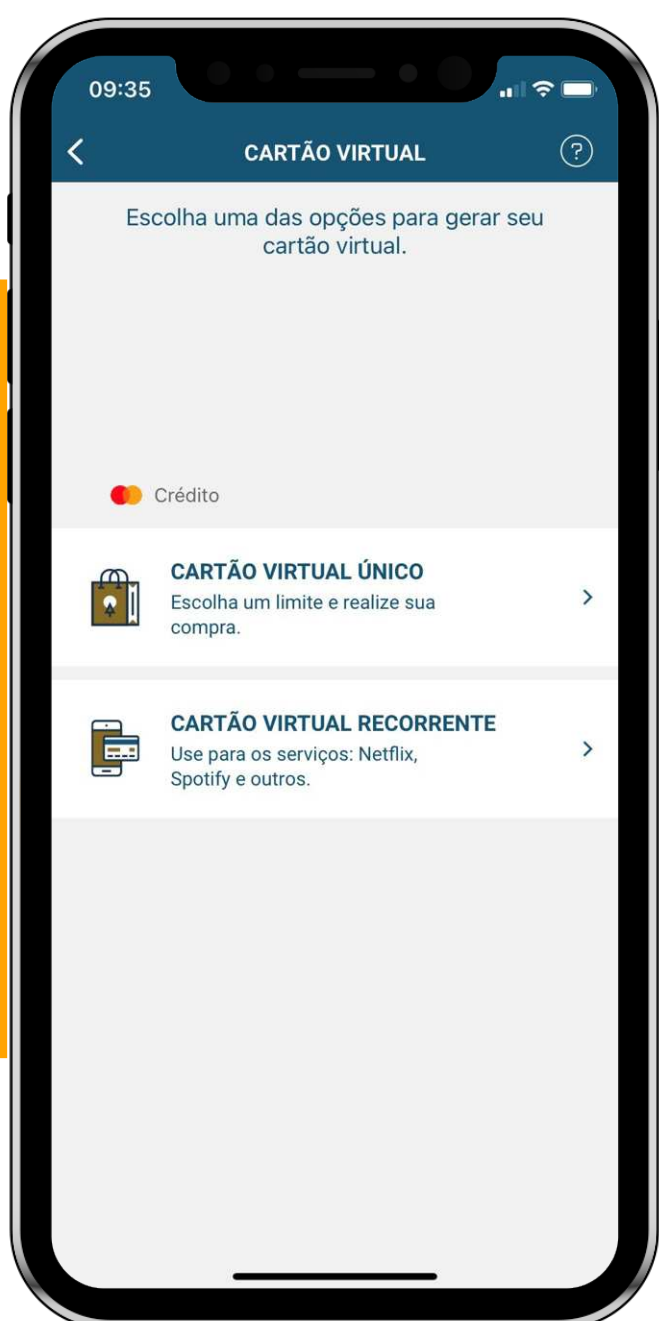 09:35
CARTÃO VIRTUAL
Escolha uma das opções para gerar seu
cartão virtual.
Crédito
CARTÃO VIRTUAL ÚNICO
Escolha um limite e realize sua
compra.
CARTÃO VIRTUAL RECORRENTE
Use para os serviços: Netflix,
Spotify e outros.